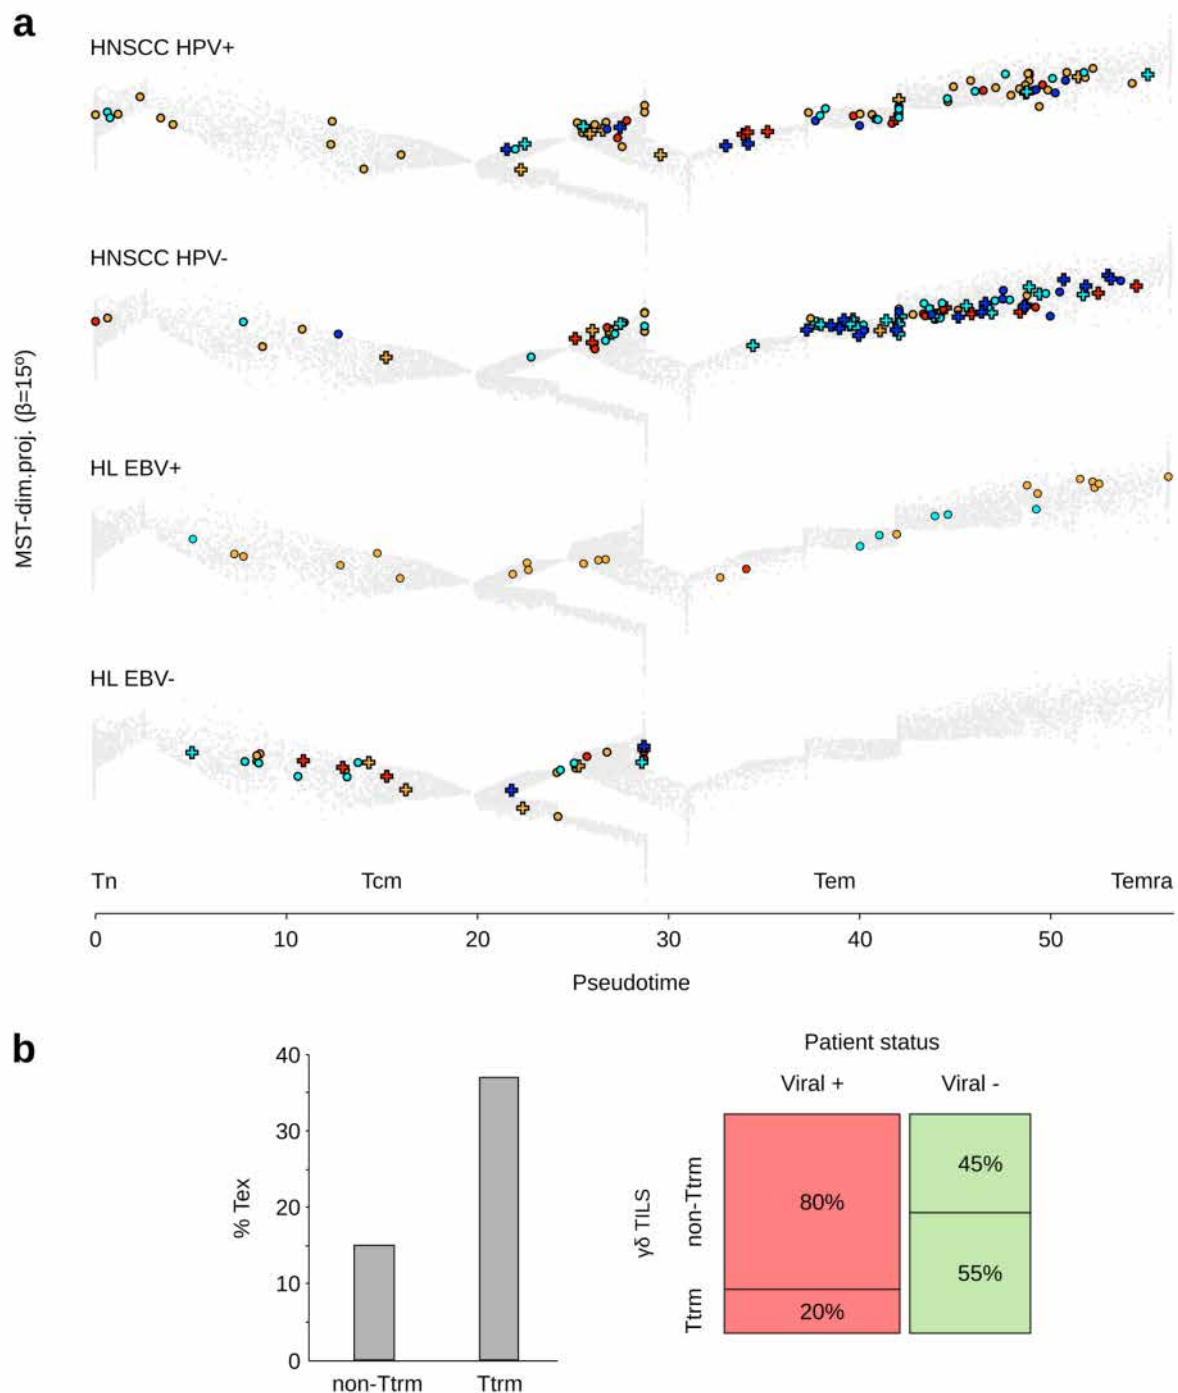 a
HNSCC HPV+
HNSCC HPV-
HL EBV+
HL EBV-
MST-dim.proj. (β=15º)
Tn Tcm Tem Temra
0 10 20 30 40 50
Pseudotime
b
40
30
20
10
0
% Tex
non-Ttrm Ttrm
Patient status
Viral + Viral -
γδ TILS
non-Ttrm
Ttrm
80%
20%
45%
55%